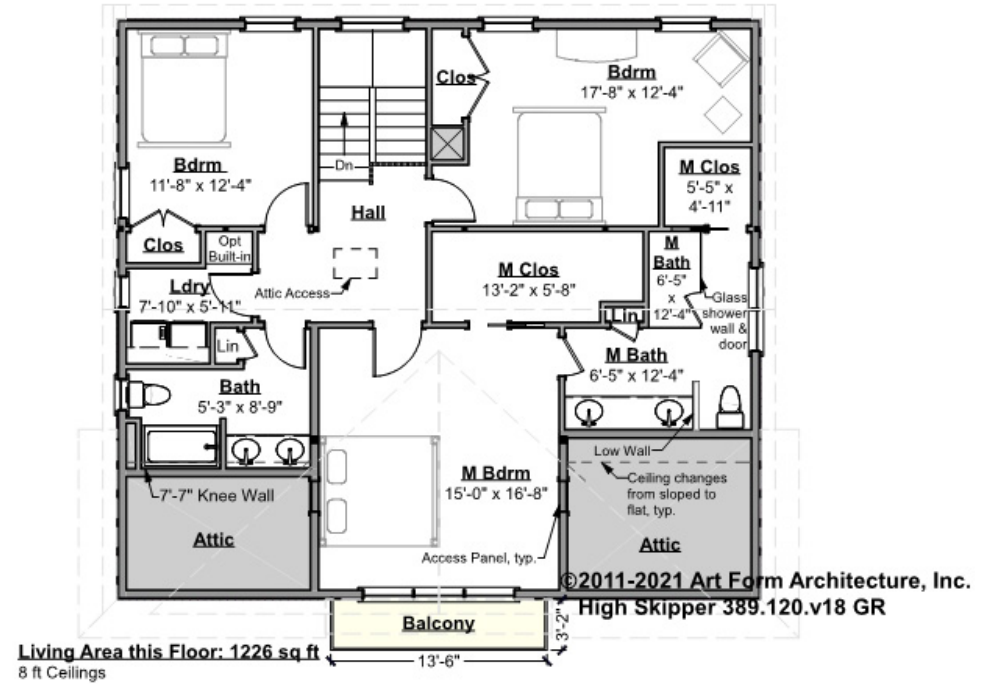 Clos
Bdrm
17'-8" x 12'-4"
Bdrm
11'-8" x 12'-4"
Dn
M Clos
5'-5" x
4'-11"
Hall
Clos
Opt
Built-in
M
Bath
6'-5"
x
12'-4"
M Clos
13'-2" x 5'-8"
Ldry
7'-10" x 5'-11"
Attic Access
Glass
shower
wall &
door
Lin
Lin
M Bath
6'-5" x 12'-4"
Bath
5'-3" x 8'-9"
Low Wall
M Bdrm
15'-0" x 16'-8"
Ceiling changes
from sloped to
flat, typ.
7'-7" Knee Wall
Attic
Attic
Access Panel, typ.
©2011-2021 Art Form Architecture, Inc.
High Skipper 389.120.v18 GR
Balcony
3'-2"
13'-6"
Living Area this Floor: 1226 sq ft
8 ft Ceilings